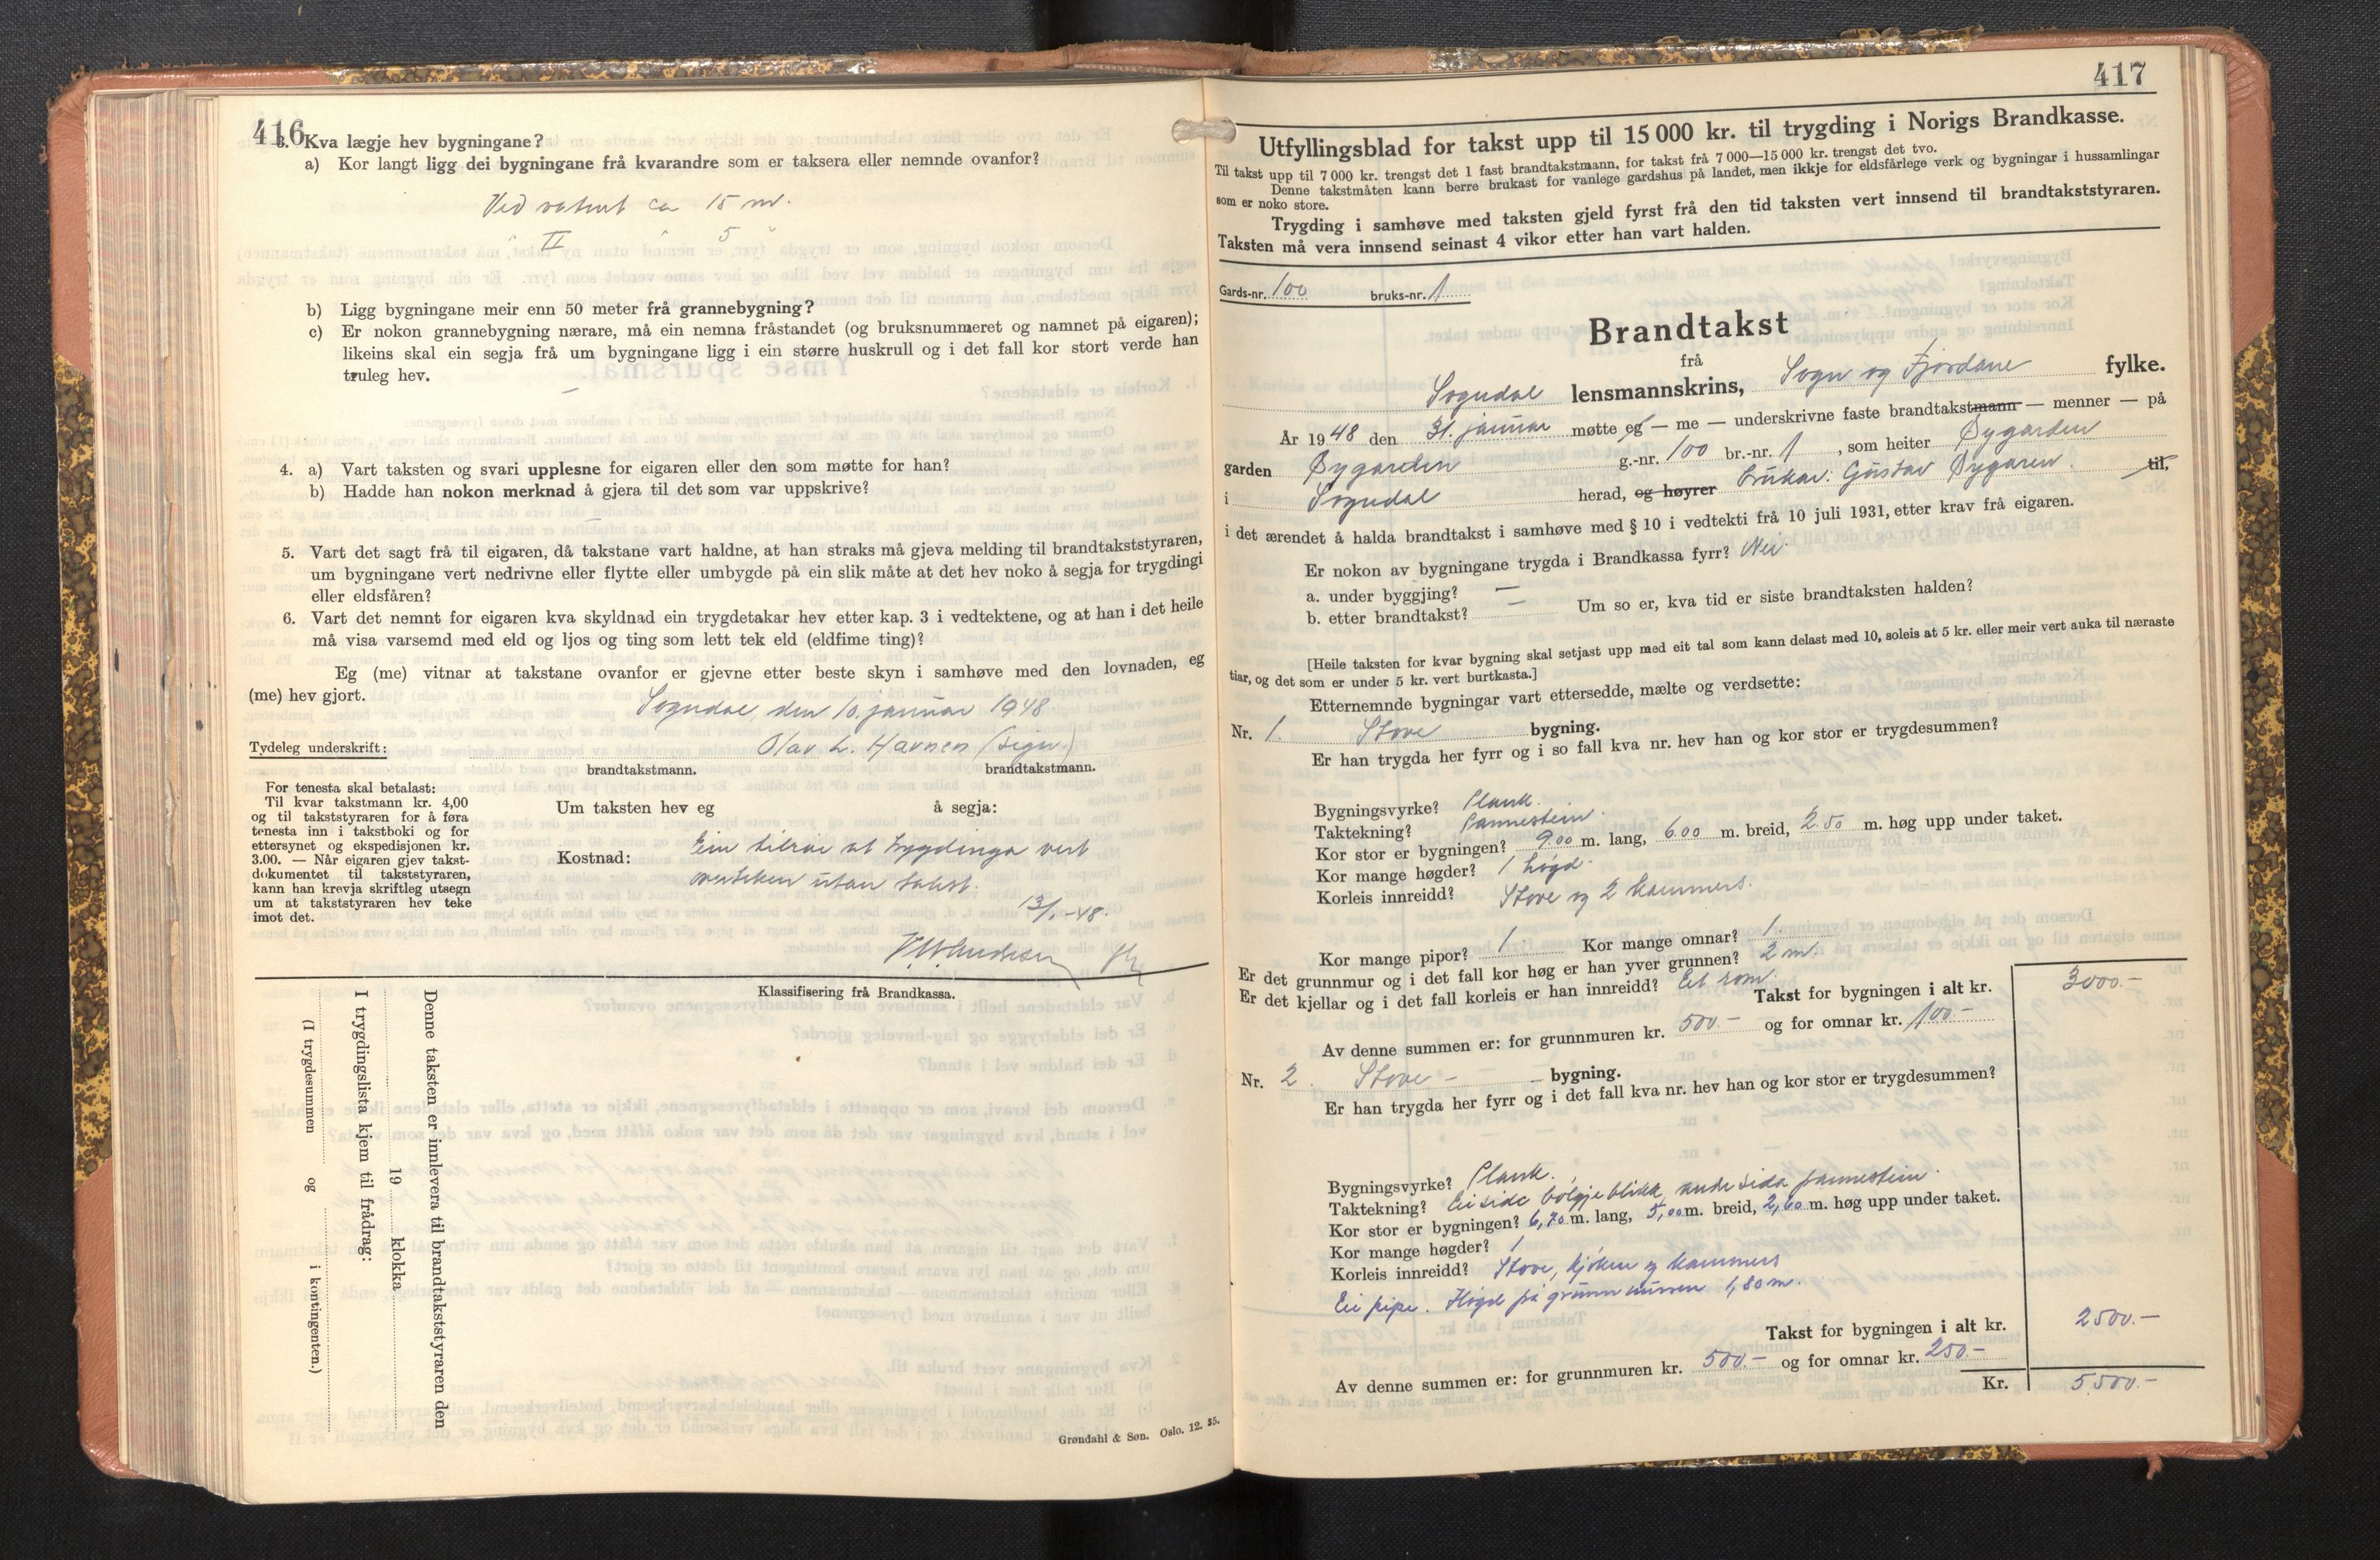 416
3. Kva lægje hev bygningane?
a) Kor langt ligg dei bygningane frå kvarandre som er taksera eller nemnde ovanfor?
Ved ca 15 m.
" II " 5 "
b) Ligg bygningane meir enn 50 meter frå grannebygning?
c) Er nokon grannebygning nærare, må ein nemna fråstandet (og bruksnummeret og namnet på eigaren);
likeins skal ein segja frå um bygningane ligg i ein større huskrull og i det fall kor stort verde han
truleg hev.
—
4. a) Vart taksten og svari upplesne for eigaren eller den som møtte for han?
b) Hadde han nokon merknad å gjera til det som var uppskrive?
—
5. Vart det sagt frå til eigaren, då takstane vart haldne, at han straks må gjeva melding til brandtakststyraren,
um bygningane vert nedrivne eller flytte eller umbygde på ein slik måte at det hev noko å segja for trygdingi
eller eldsfåren?
6. Vart det nemnt for eigaren kva skyldnad ein trygdetakar hev etter kap. 3 i vedtektene, og at han i det heile
må visa varsemd med eld og ljos og ting som lett tek eld (eldfime ting)?
Eg (me) vitnar at takstane ovanfor er gjevne etter beste skyn i samhøve med den lovnaden, eg
(me) hev gjort.
Sogndal, den 10. januar 1948.
Tydeleg underskrift: Olav L. Havnen (sign.)
brandtakstmann. brandtakstmann.
For tenesta skal betalast:
Til kvar takstmann kr. 4,00
og til takststyraren for å føra
tenesta inn i takstboki og for
ettersynet og ekspedisjonen kr.
3.00. — Når eigaren gjev takst-
dokumentet til takststyraren,
kann han krevja skriftleg utsegn
um at takststyraren hev teke
imot det.
Um taksten hev eg å segja:
Kostnad: Ein tilrår at trygdinga vert
overteken utan takst.
13/1-48.
Klassifisering frå Brandkassa.
Denne taksten er innlevera til brandtakststyraren den
19 klokka
I trygdingslista kjem til frådrag:
(I trygdesummen og i kontingenten.)
Grøndahl & Søn. Oslo. 12. 35.
417
Utfyllingsblad for takst upp til 15 000 kr. til trygding i Norigs Brandkasse.
Til takst upp til 7 000 kr. trengst det 1 fast brandtakstmann, for takst frå 7 000—15 000 kr. trengst det tvo.
Denne takstmåten kann berre brukast for vanlege gardshus på landet, men ikkje for eldsfårlege verk og bygningar i hussamlingar
som er noko store.
Trygding i samhøve med taksten gjeld fyrst frå den tid taksten vert innsend til brandtakststyraren.
Taksten må vera innsend seinast 4 vikor etter han vart halden.
Gards-nr. 100 bruks-nr. 1
Brandtakst
frå
Sogndal lensmannskrins, Sogn og Fjordane fylke.
År 1948 den 31. januar møtte eg — me — underskrivne faste brandtakstmann — menner — på
garden Øygarden g.-nr. 100 br.-nr. 1, som heiter Øygarden
i Sogndal herad, og høyrer brukar: Gustav Øygaren. til,
i det ærendet å halda brandtakst i samhøve med § 10 i vedtekti frå 10 juli 1931, etter krav frå eigaren.
Er nokon av bygningane trygda i Brandkassa fyrr? Nei.
a. under byggjing? —
b. etter brandtakst? — Um so er, kva tid er siste brandtaksten halden?
[Heile taksten for kvar bygning skal setjast upp med eit tal som kann delast med 10, soleis at 5 kr. eller meir vert auka til næraste
tiar, og det som er under 5 kr. vert burtkasta.]
Etternemnde bygningar vart ettersedde, mælte og verdsette:
Nr. 1. Stove bygning.
Er han trygda her fyrr og i so fall kva nr. hev han og kor stor er trygdesummen?
Bygningsvyrke? Plank.
Taktekning? Pannestein.
Kor stor er bygningen? 9.00 m. lang, 6.00 m. breid, 2.50 m. høg upp under taket.
Kor mange høgder? 1 høgd.
Korleis innreidd? Stove og 2 kammers.
Kor mange pipor? 1. Kor mange omnar? 1.
Er det grunnmur og i det fall kor høg er han yver grunnen? 2 m.
Er det kjellar og i det fall korleis er han innreidd? Eit rom.
Takst for bygningen i alt kr. 3000.-
Av denne summen er: for grunnmuren kr. 500.- og for omnar kr. 100.-
Nr. 2. Stove- bygning.
Er han trygda her fyrr og i det fall kva nr. hev han og kor stor er trygdesummen?
Bygningsvyrke? Plank.
Taktekning? Ei side bølgjeblikk, andre sida pannestein.
Kor stor er bygningen? 6,70 m. lang, 5,00 m. breid, 2,60 m. høg upp under taket.
Kor mange høgder? 1
Korleis innreidd? Stove, kjøken og kammers
Ei pipe. Høgd på grunnmuren 1,80 m.
Takst for bygningen i alt kr. 2500.-
Av denne summen er: for grunnmuren kr. 500.- og for omnar kr. 250.-
Kr. 5500.-